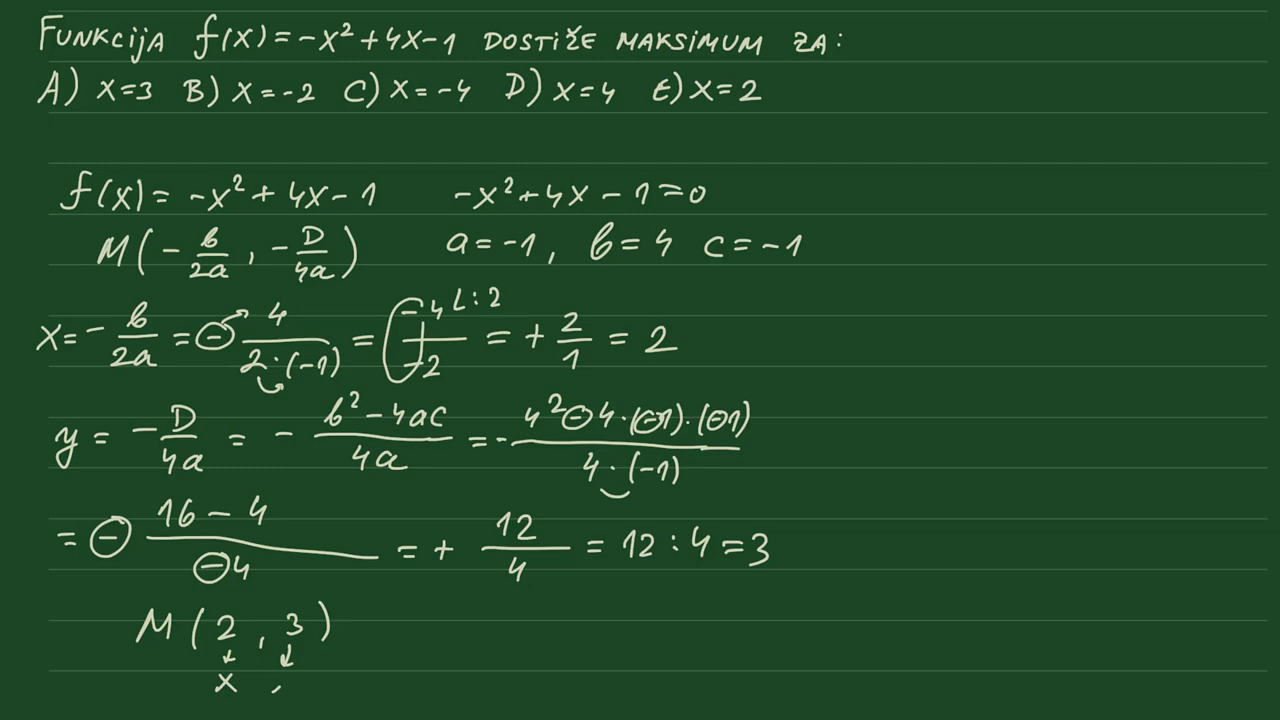 FUNKCIJA f(x) = -x² + 4x - 1 DOSTIŽE MAKSIMUM ZA:
A) x=3 B) x=-2 C) x=-4 D) x=4 E) x=2
f(x) = -x² + 4x - 1 -x² + 4x - 1 = 0
M(-b/2a, -D/4a) a = -1, b = 4 c = -1
x = -b/2a = - 4/2·(-1) = -4/-2 L:2 = + 2/1 = 2
y = -D/4a = - b²-4ac/4a = - 4²-4·(-1)·(-1)/4·(-1)
= - 16-4/-4 = + 12/4 = 12:4 = 3
M(2, 3)
↓ ↓
x ,